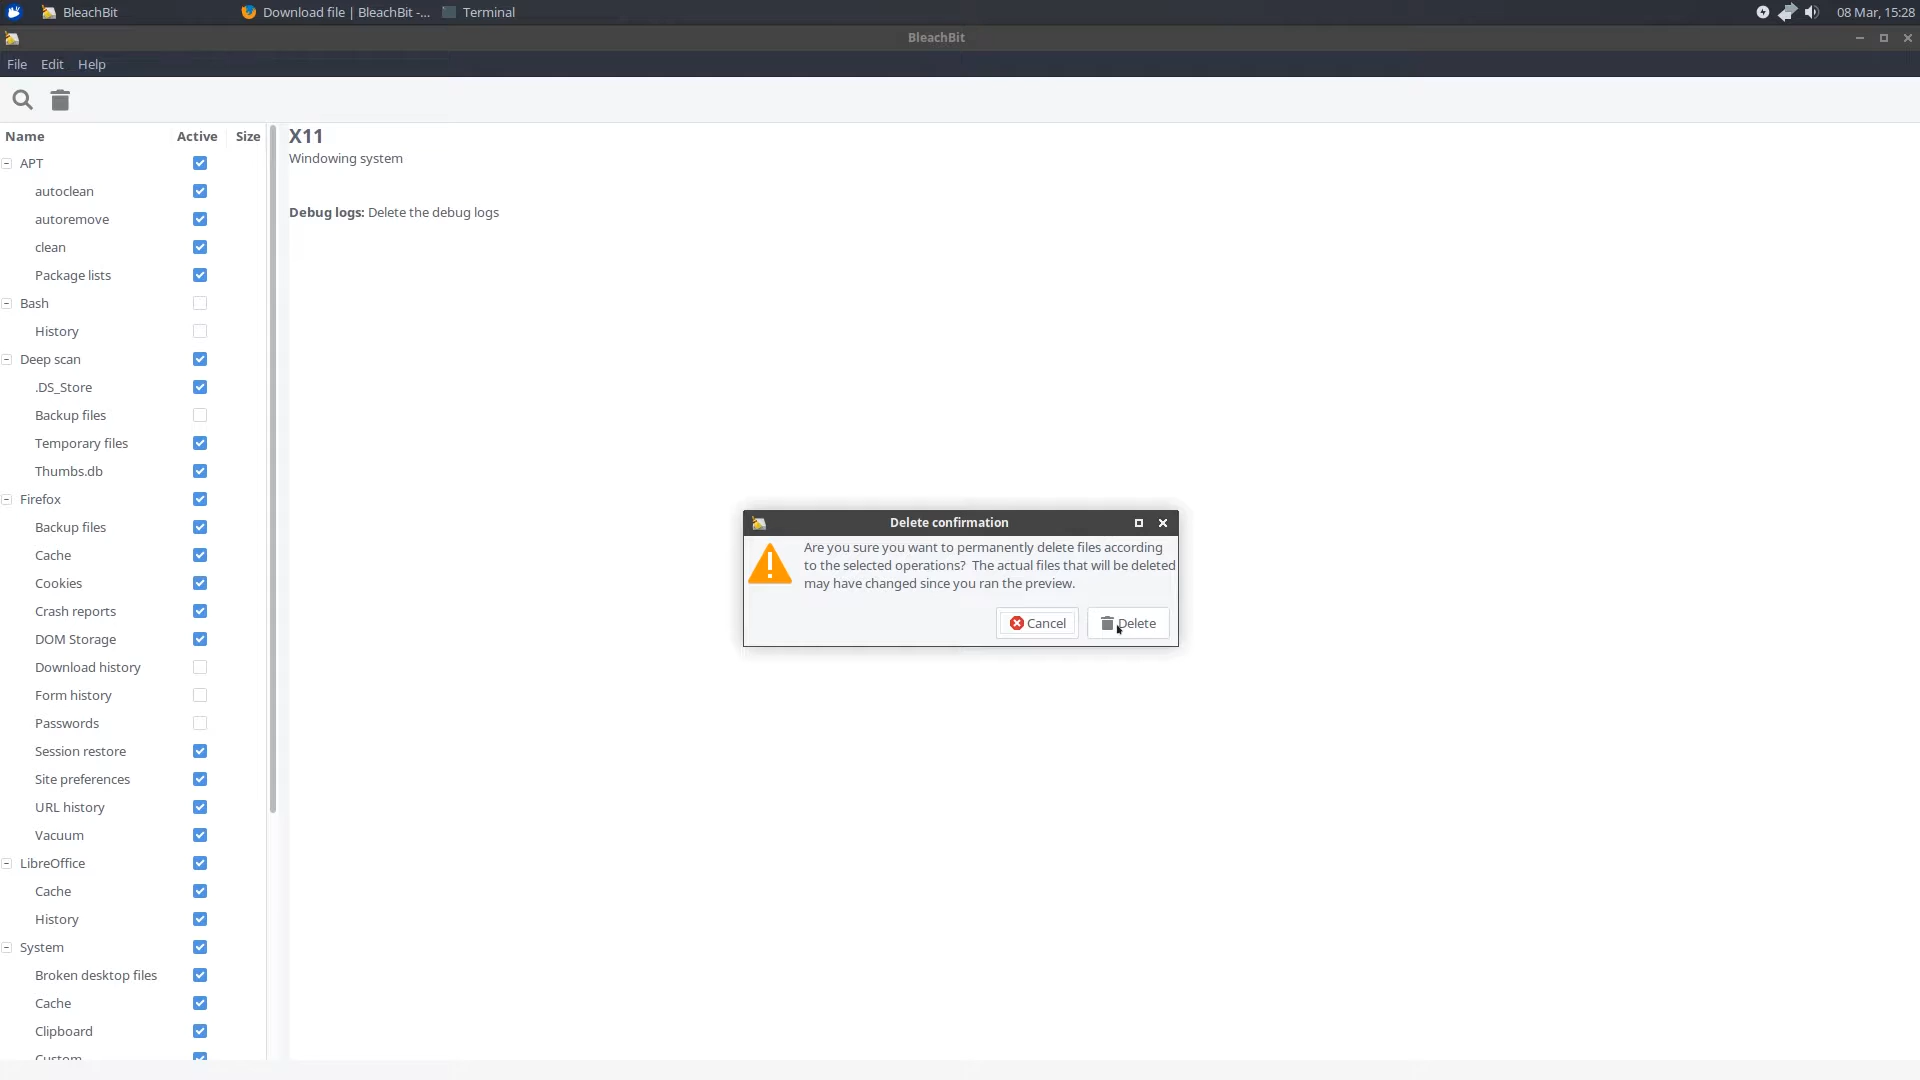 BleachBit
Download file | BleachBit -...
Terminal
08 Mar, 15:28
BleachBit
File Edit Help
Name Active Size
APT
autoclean
autoremove
clean
Package lists
Bash
History
Deep scan
.DS_Store
Backup files
Temporary files
Thumbs.db
Firefox
Backup files
Cache
Cookies
Crash reports
DOM Storage
Download history
Form history
Passwords
Session restore
Site preferences
URL history
Vacuum
LibreOffice
Cache
History
System
Broken desktop files
Cache
Clipboard
Custom
X11
Windowing system
Debug logs: Delete the debug logs
Delete confirmation
Are you sure you want to permanently delete files according
to the selected operations?  The actual files that will be deleted
may have changed since you ran the preview.
Cancel
Delete